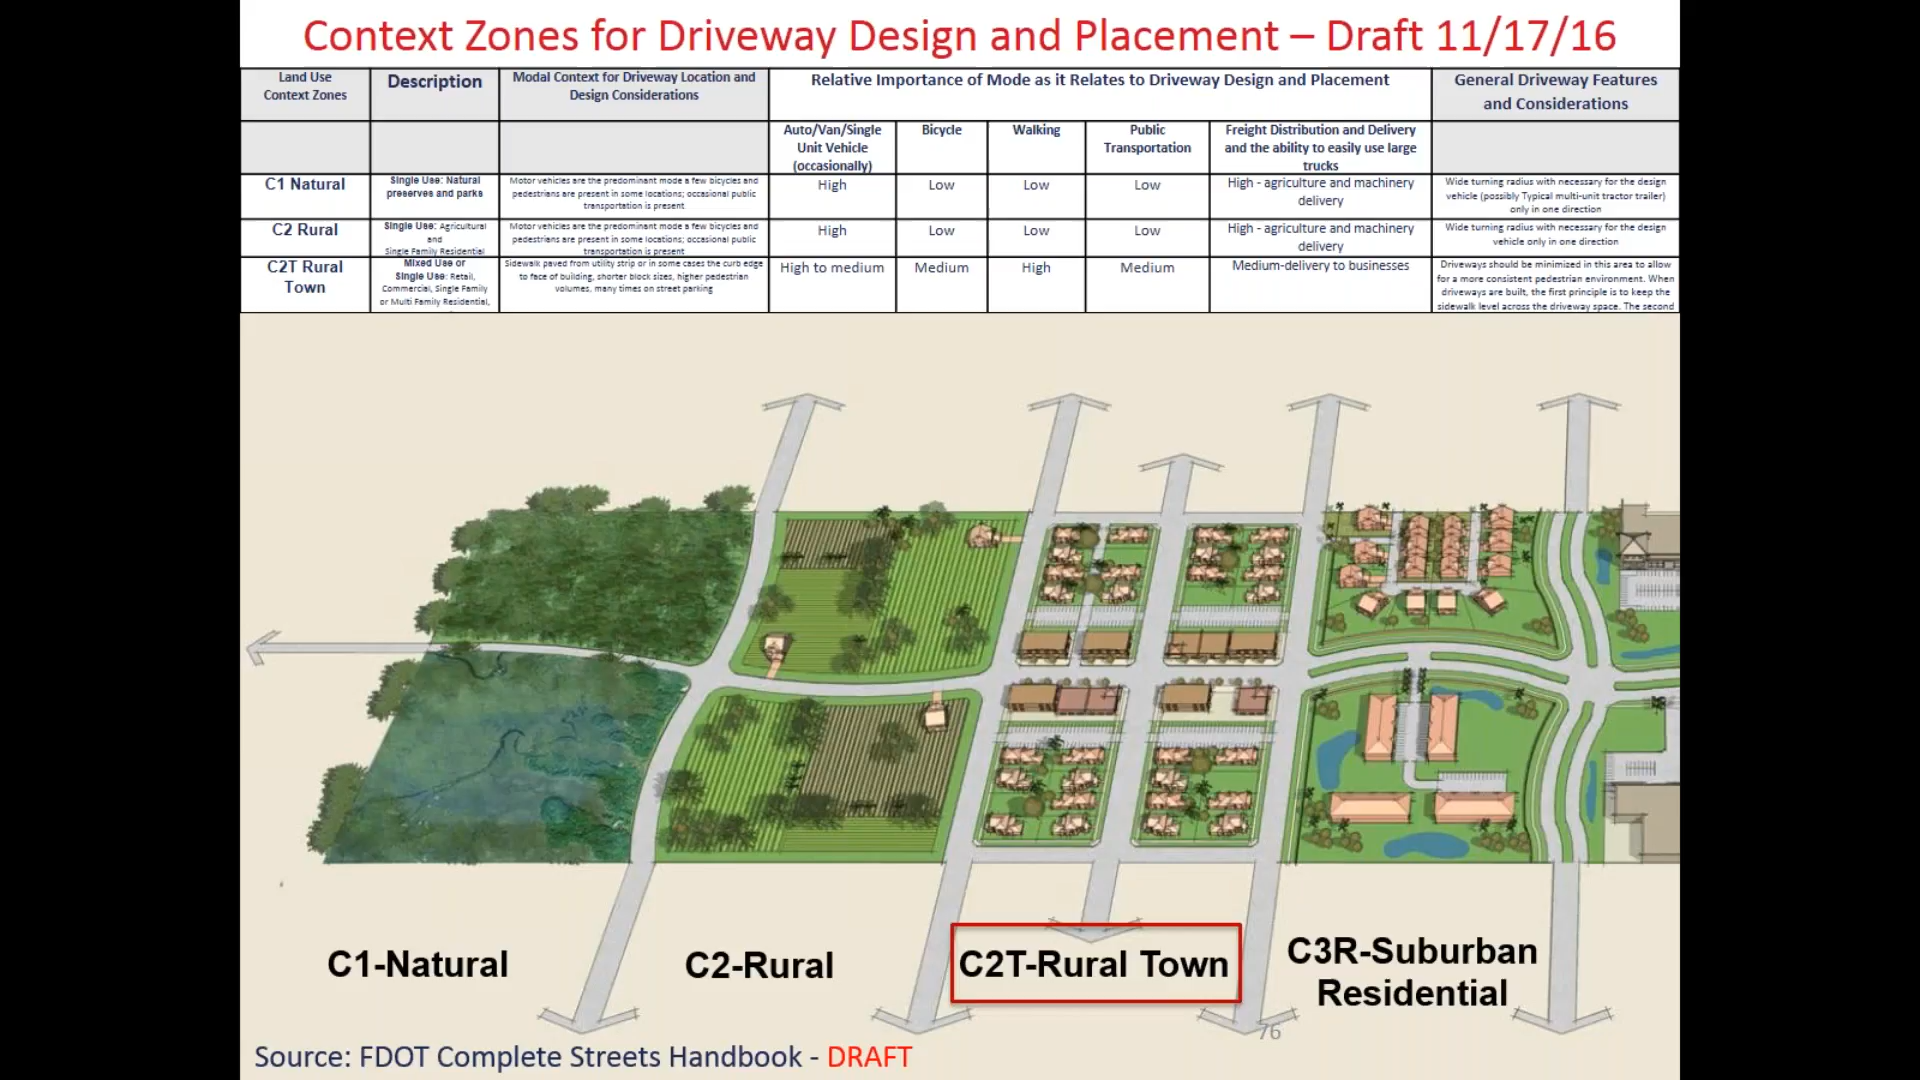 Context Zones for Driveway Design and Placement – Draft 11/17/16
Land Use
Context Zones
Description
Modal Context for Driveway Location and
Design Considerations
Relative Importance of Mode as it Relates to Driveway Design and Placement
General Driveway Features
and Considerations
Auto/Van/Single
Unit Vehicle
(occasionally)
Bicycle
Walking
Public
Transportation
Freight Distribution and Delivery
and the ability to easily use large
trucks
C1 Natural
Single Use: Natural
preserves and parks
Motor vehicles are the predominant mode a few bicycles and
pedestrians are present in some locations; occasional public
transportation is present
High
Low
Low
Low
High - agriculture and machinery
delivery
Wide turning radius with necessary for the design
vehicle (possibly Typical multi-unit tractor trailer)
only in one direction
C2 Rural
Single Use: Agricultural
and
Single Family Residential
Motor vehicles are the predominant mode a few bicycles and
pedestrians are present in some locations; occasional public
transportation is present
High
Low
Low
Low
High - agriculture and machinery
delivery
Wide turning radius with necessary for the design
vehicle only in one direction
C2T Rural
Town
Mixed Use or
Single Use: Retail,
Commercial, Single Family
or Multi Family Residential,
Sidewalk paved from utility strip or in some cases the curb edge
to face of building, shorter block sizes, higher pedestrian
volumes, many times on street parking
High to medium
Medium
High
Medium
Medium-delivery to businesses
Driveways should be minimized in this area to allow
for a more consistent pedestrian environment. When
driveways are built, the first principle is to keep the
sidewalk level across the driveway space. The second
C1-Natural
C2-Rural
C2T-Rural Town
C3R-Suburban
Residential
76
Source: FDOT Complete Streets Handbook - DRAFT